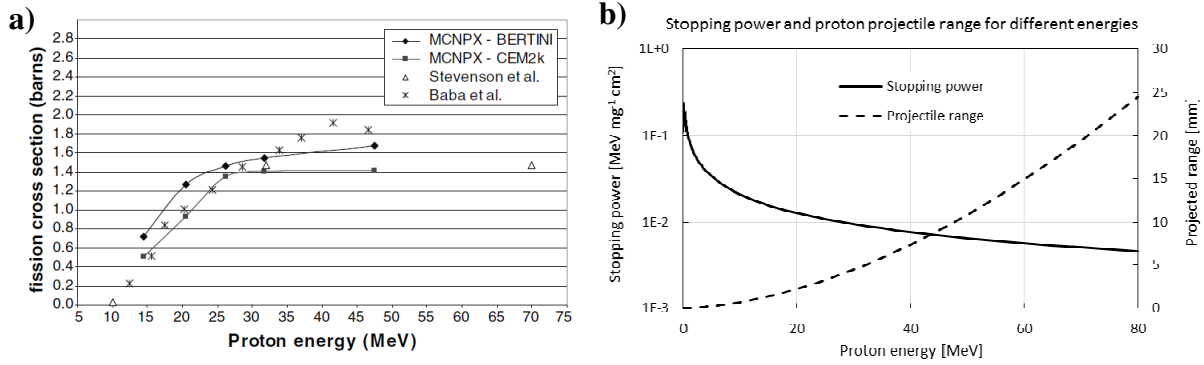 a)
fission cross section (barns)
2.8
2.6
2.4
2.2
2.0
1.8
1.6
1.4
1.2
1.0
0.8
0.6
0.4
0.2
0.0
5 10 15 20 25 30 35 40 45 50 55 60 65 70 75
Proton energy (MeV)
MCNPX - BERTINI
MCNPX - CEM2k
Stevenson et al.
Baba et al.
b)
Stopping power and proton projectile range for different energies
Stopping power [MeV mg-1 cm2]
1E+0
1E-1
1E-2
1E-3
Stopping power
Projectile range
30
25
20
15
10
5
0
Projected range [mm]
0 20 40 60 80
Proton energy [MeV]